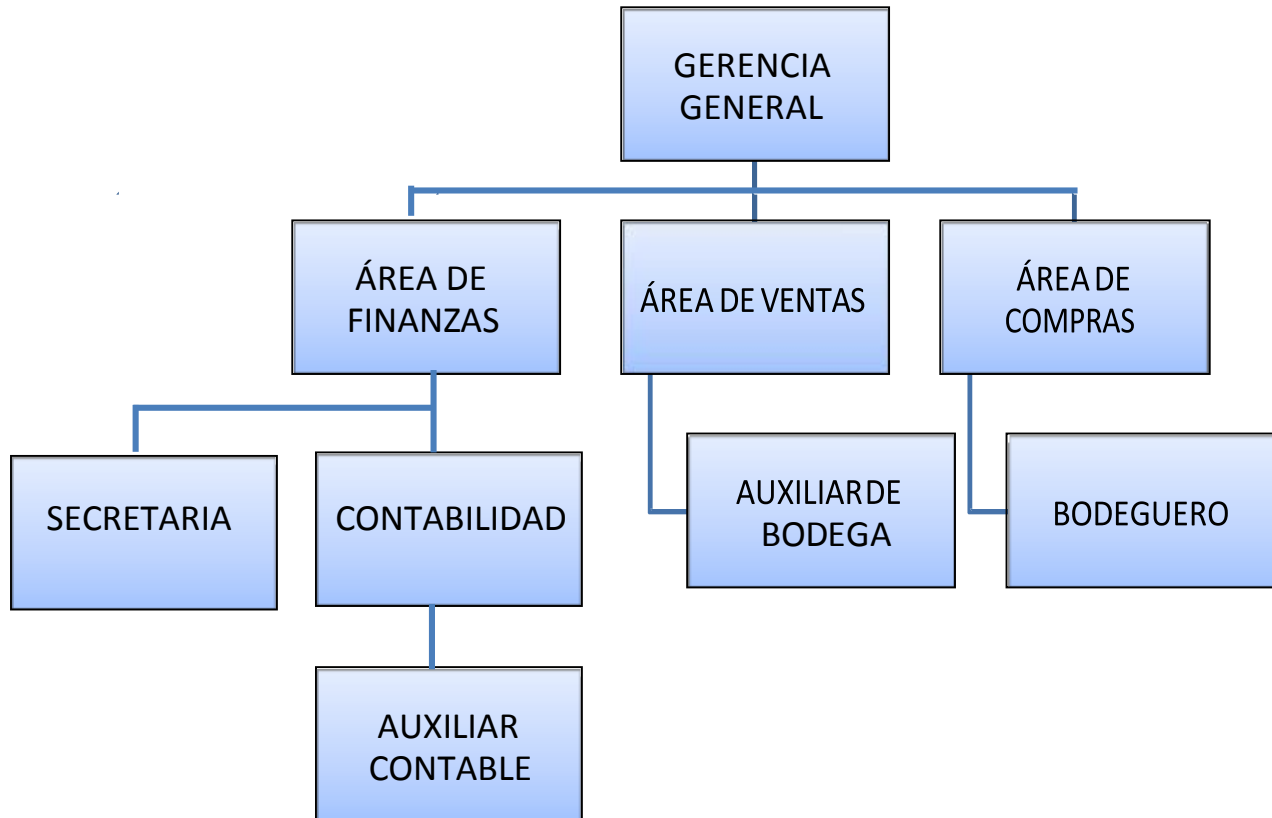 GERENCIA
GENERAL
ÁREA DE
FINANZAS
ÁREA DE VENTAS
ÁREA DE
COMPRAS
SECRETARIA
CONTABILIDAD
AUXILIAR DE
BODEGA
BODEGUERO
AUXILIAR
CONTABLE